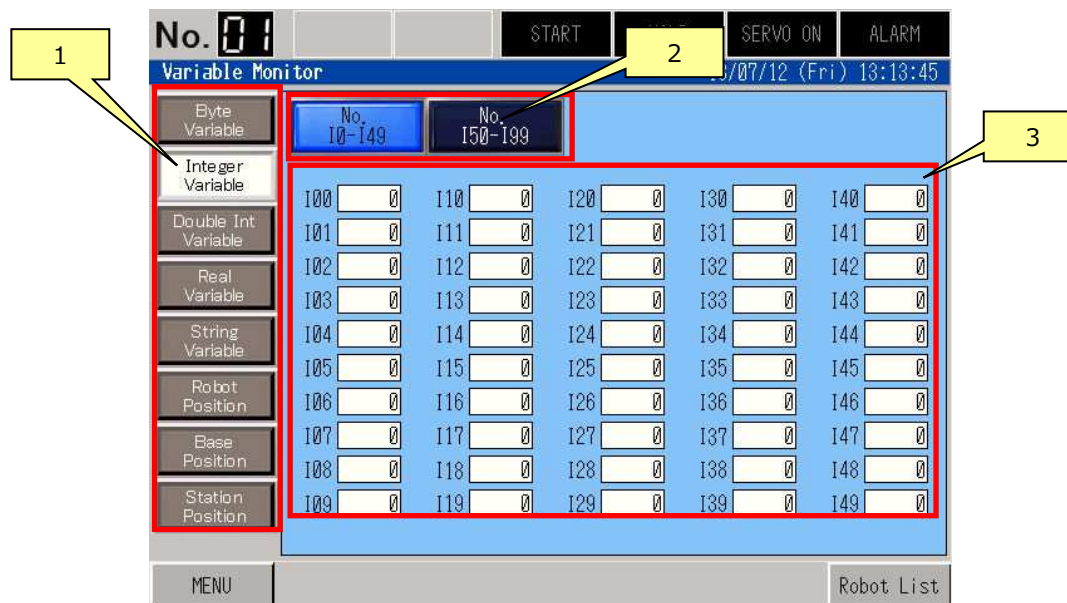 No. 01 START SERVO ON ALARM
1
2
3
Variable Monitor /07/12 (Fri) 13:13:45
Byte
Variable
Integer
Variable
Double Int
Variable
Real
Variable
String
Variable
Robot
Position
Base
Position
Station
Position
No.
I0-I49
No.
I50-I99
I00 0 I10 0 I20 0 I30 0 I40 0
I01 0 I11 0 I21 0 I31 0 I41 0
I02 0 I12 0 I22 0 I32 0 I42 0
I03 0 I13 0 I23 0 I33 0 I43 0
I04 0 I14 0 I24 0 I34 0 I44 0
I05 0 I15 0 I25 0 I35 0 I45 0
I06 0 I16 0 I26 0 I36 0 I46 0
I07 0 I17 0 I27 0 I37 0 I47 0
I08 0 I18 0 I28 0 I38 0 I48 0
I09 0 I19 0 I29 0 I39 0 I49 0
MENU Robot List